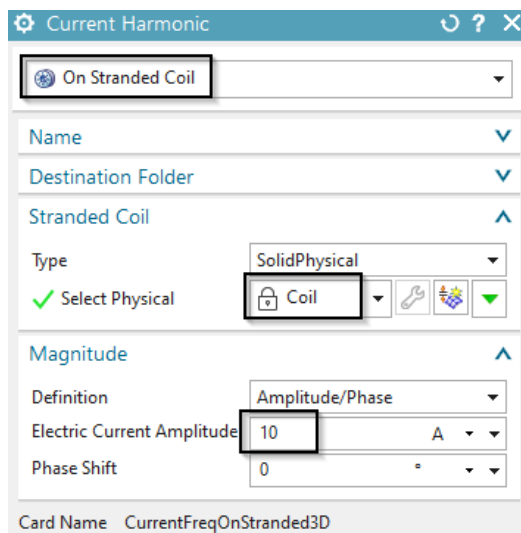 Current Harmonic ?
On Stranded Coil
Name
Destination Folder
Stranded Coil
Type SolidPhysical
Select Physical Coil
Magnitude
Definition Amplitude/Phase
Electric Current Amplitude 10 A
Phase Shift 0 °
Card Name CurrentFreqOnStranded3D